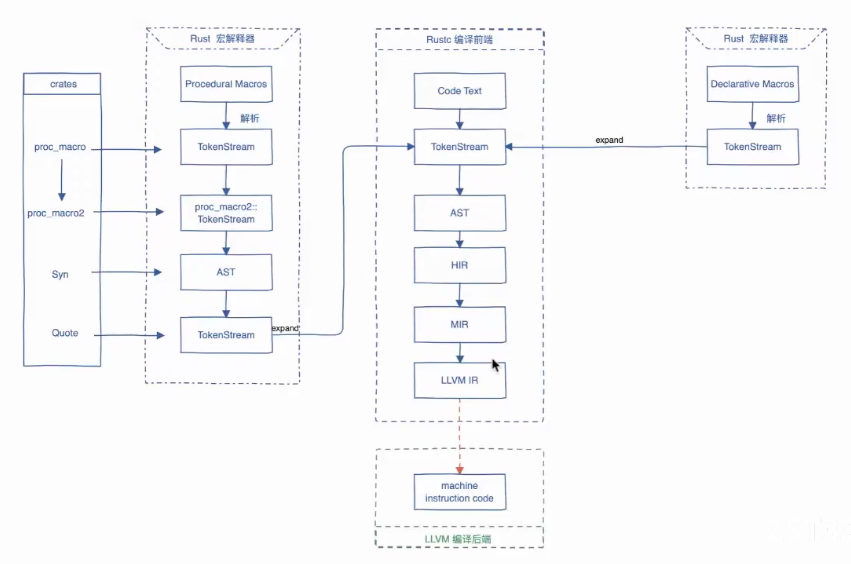 crates
proc_macro
proc_macro2
Syn
Quote
Rust 宏解释器
Procedural Macros
解析
TokenStream
proc_macro2::
TokenStream
AST
TokenStream
expand
Rustc 编译前端
Code Text
TokenStream
AST
HIR
MIR
LLVM IR
machine
instruction code
LLVM 编译后端
expand
Rust 宏解释器
Declarative Macros
解析
TokenStream